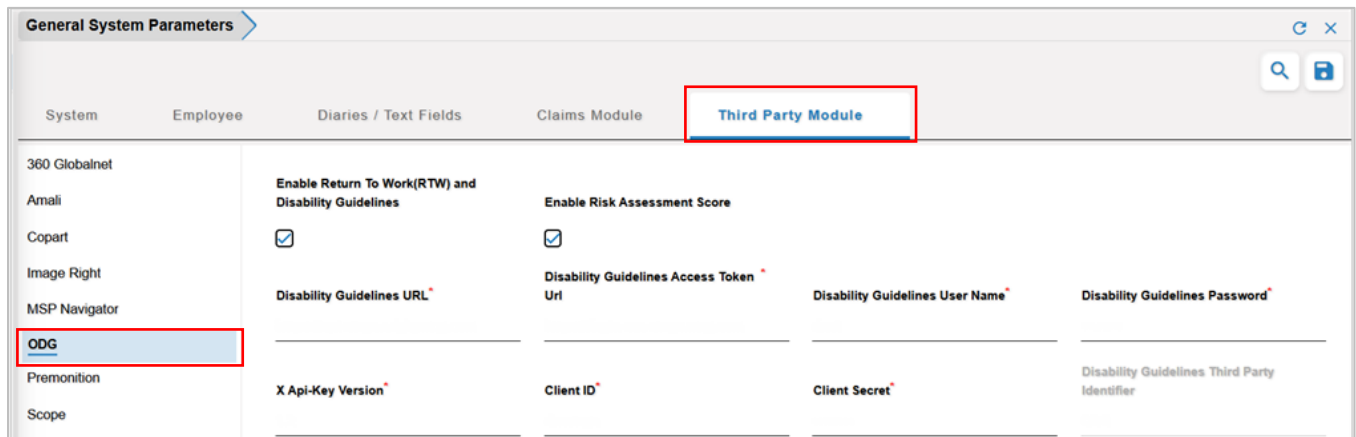 General System Parameters
System Employee Diaries / Text Fields Claims Module Third Party Module
360 Globalnet
Amali
Copart
Image Right
MSP Navigator
ODG
Premonition
Scope
Enable Return To Work(RTW) and
Disability Guidelines
Enable Risk Assessment Score
Disability Guidelines URL*
Disability Guidelines Access Token *
Url
Disability Guidelines User Name*
Disability Guidelines Password*
X Api-Key Version*
Client ID*
Client Secret*
Disability Guidelines Third Party
Identifier